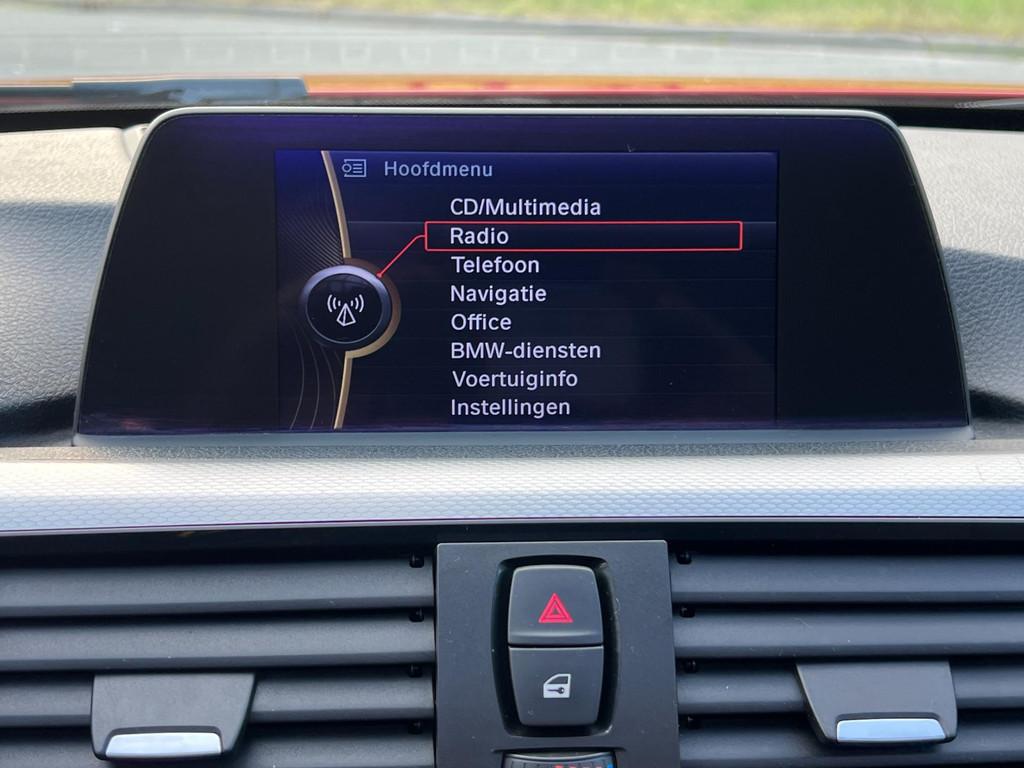 Hoofdmenu
CD/Multimedia
Radio
Telefoon
Navigatie
Office
BMW-diensten
Voertuiginfo
Instellingen